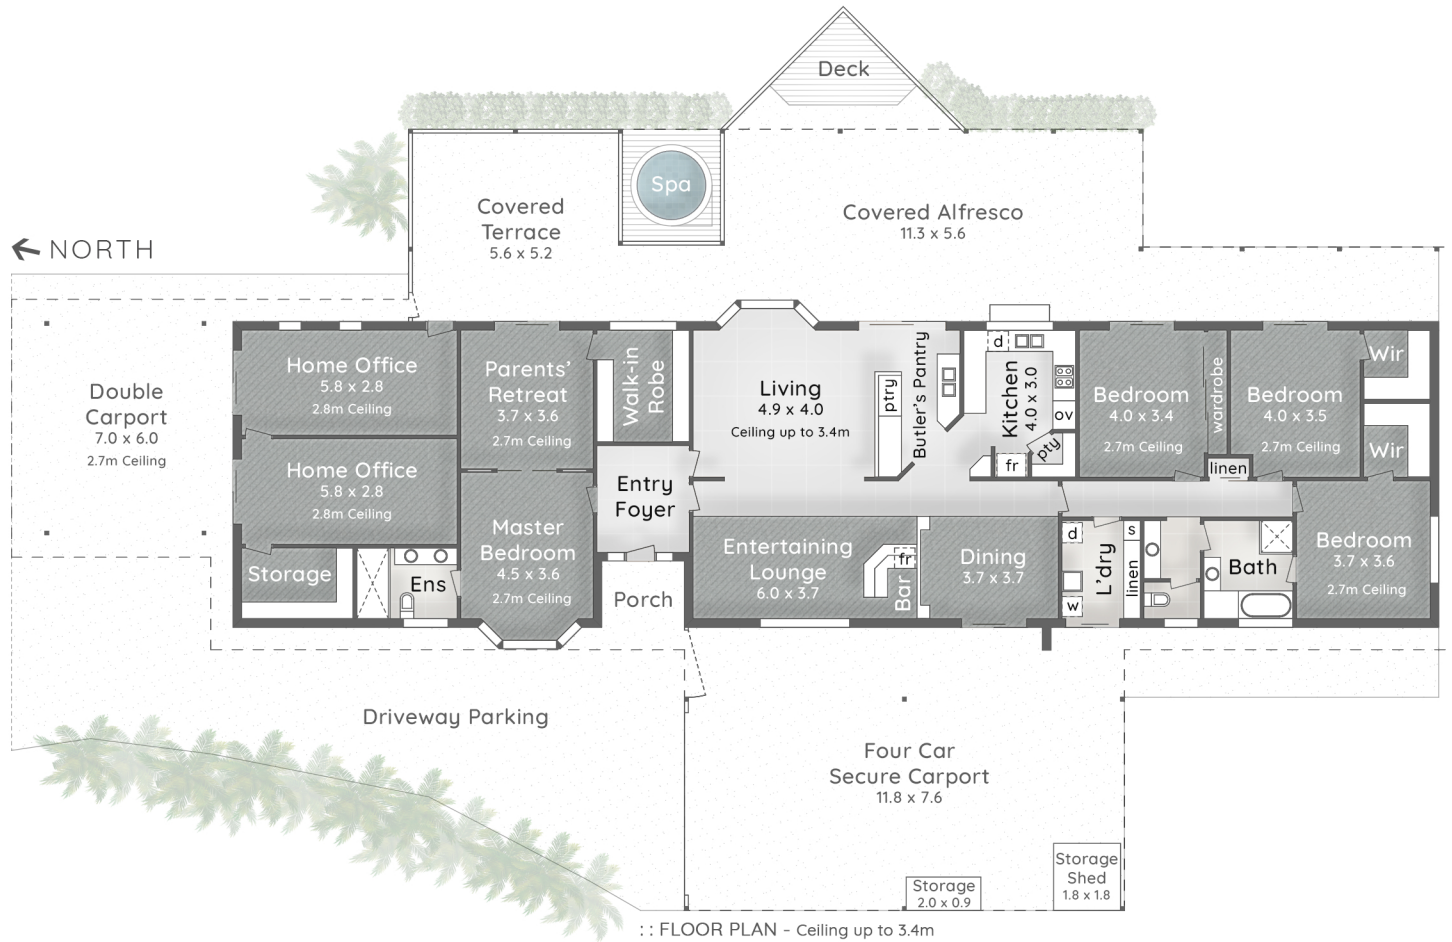 Deck
Spa
Covered
Terrace
5.6 x 5.2
Covered Alfresco
11.3 x 5.6
NORTH
Double
Carport
7.0 x 6.0
2.7m Ceiling
Home Office
5.8 x 2.8
2.8m Ceiling
Parents'
Retreat
3.7 x 3.6
2.7m Ceiling
Walk-in
Robe
Living
4.9 x 4.0
Ceiling up to 3.4m
ptry
Butler's Pantry
d
Kitchen
4.0 x 3.0
ov
pty
fr
Bedroom
4.0 x 3.4
2.7m Ceiling
wardrobe
Bedroom
4.0 x 3.5
2.7m Ceiling
Wir
Wir
linen
Home Office
5.8 x 2.8
2.8m Ceiling
Storage
Ens
Master
Bedroom
4.5 x 3.6
2.7m Ceiling
Entry
Foyer
Porch
Entertaining
Lounge
6.0 x 3.7
fr
Bar
Dining
3.7 x 3.7
d
L'dry
w
s
linen
Bath
Bedroom
3.7 x 3.6
2.7m Ceiling
Driveway Parking
Four Car
Secure Carport
11.8 x 7.6
Storage
2.0 x 0.9
Storage
Shed
1.8 x 1.8
:: FLOOR PLAN - Ceiling up to 3.4m